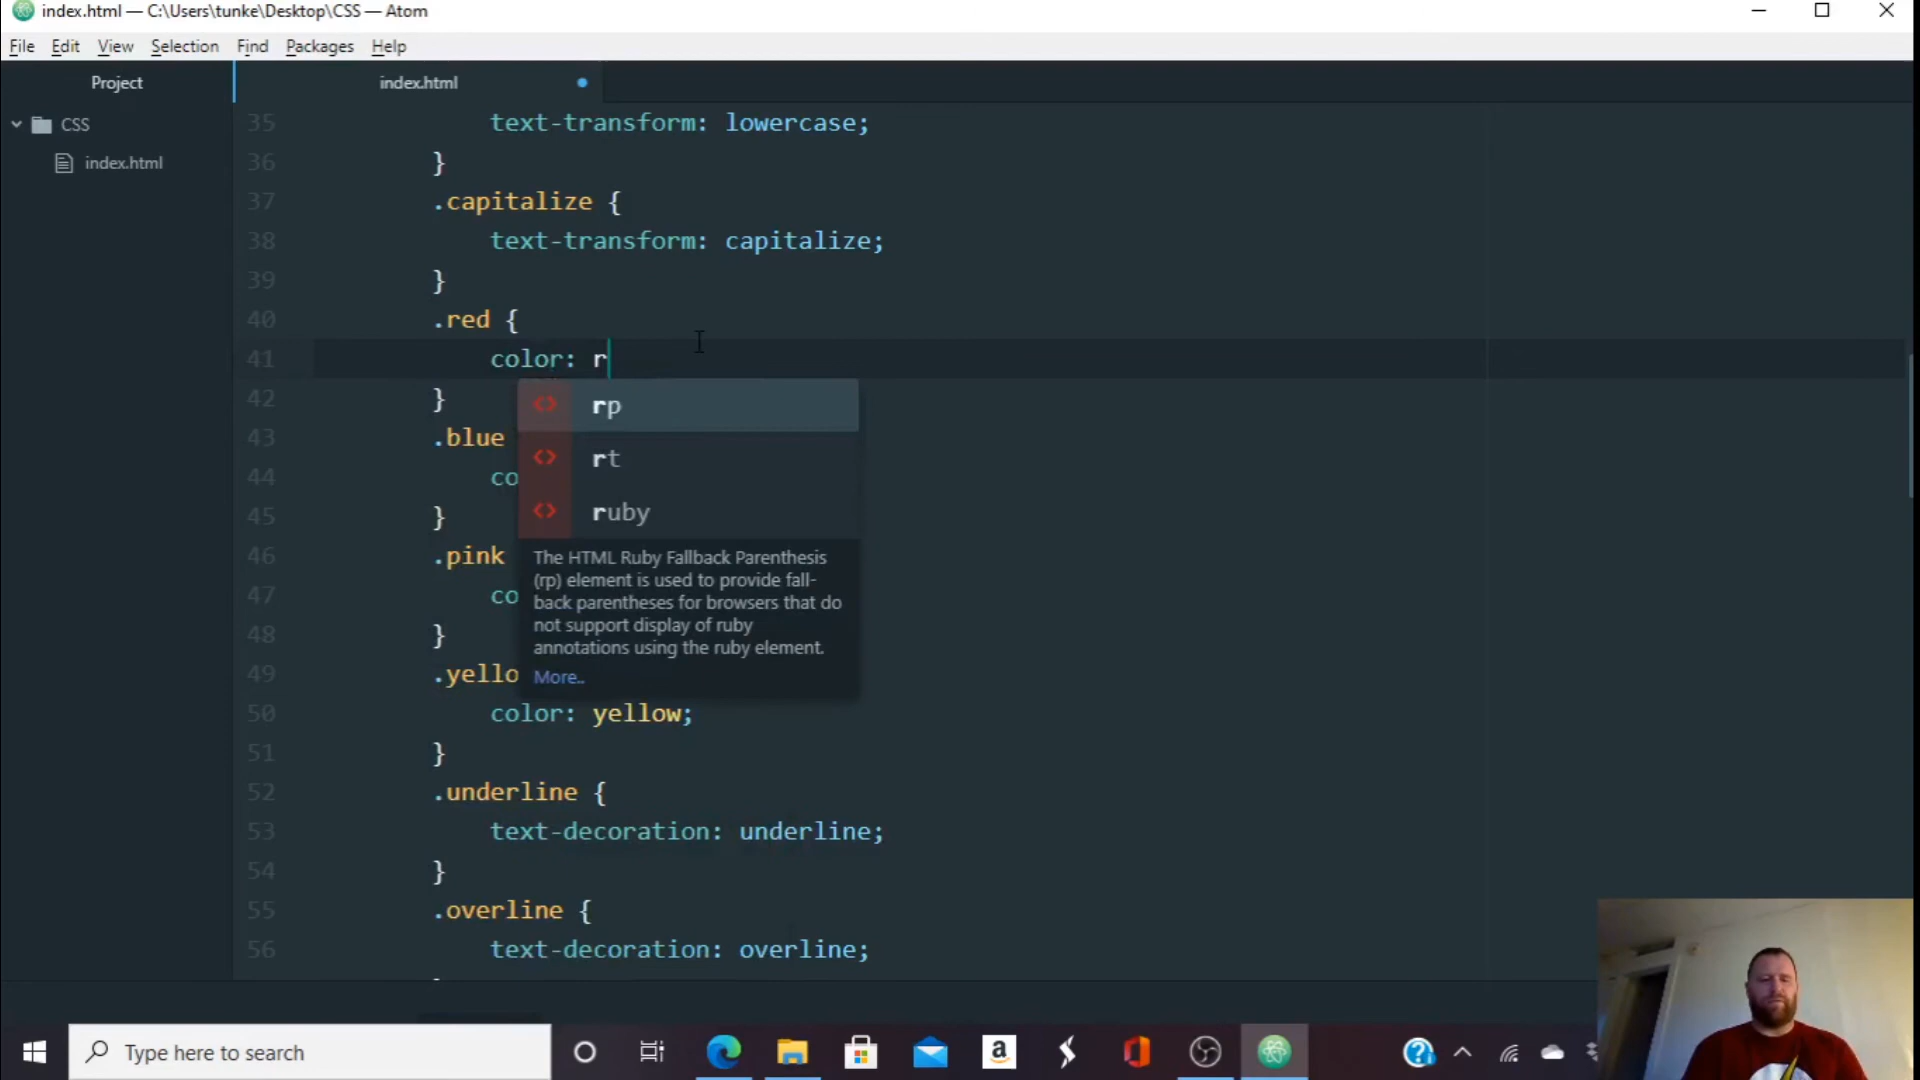 index.html — C:\Users\tunke\Desktop\CSS — Atom
File Edit View Selection Find Packages Help
Project
index.html
CSS
index.html
35 text-transform: lowercase;
36 }
37 .capitalize {
38 text-transform: capitalize;
39 }
40 .red {
41 color: r
42 }
43 .blue
44 co
45 }
46 .pink
47 co
48 }
49 .yello
50 color: yellow;
51 }
52 .underline {
53 text-decoration: underline;
54 }
55 .overline {
56 text-decoration: overline;
<> rp
<> rt
<> ruby
The HTML Ruby Fallback Parenthesis
(rp) element is used to provide fall-
back parentheses for browsers that do
not support display of ruby
annotations using the ruby element.
More..
Type here to search
a
?